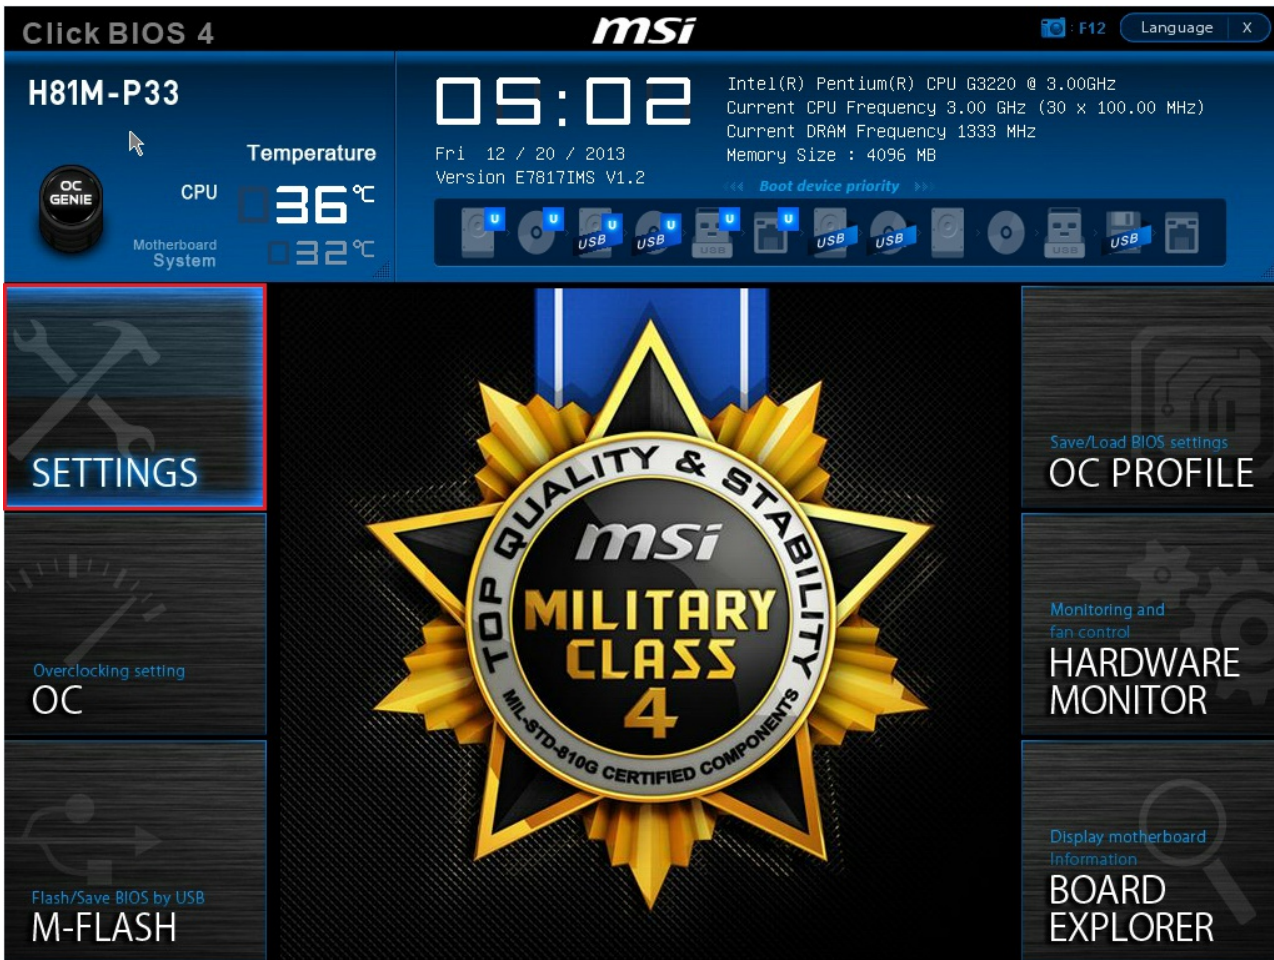 Click BIOS 4
msi
: F12
Language
X
H81M-P33
OC
GENIE
Temperature
CPU
036°C
Motherboard
System
032°C
05:02
Fri 12 / 20 / 2013
Version E7817IMS V1.2
Intel(R) Pentium(R) CPU G3220 @ 3.00GHz
Current CPU Frequency 3.00 GHz (30 x 100.00 MHz)
Current DRAM Frequency 1333 MHz
Memory Size : 4096 MB
Boot device priority
U
U
USB U
USB U
USB U
U
USB
USB
USB
USB
SETTINGS
Overclocking setting
OC
Flash/Save BIOS by USB
M-FLASH
TOP QUALITY & STABILITY
msi
MILITARY
CLASS
4
MIL-STD-810G CERTIFIED COMPONENTS
Save/Load BIOS settings
OC PROFILE
Monitoring and
fan control
HARDWARE
MONITOR
Display motherboard
Information
BOARD
EXPLORER